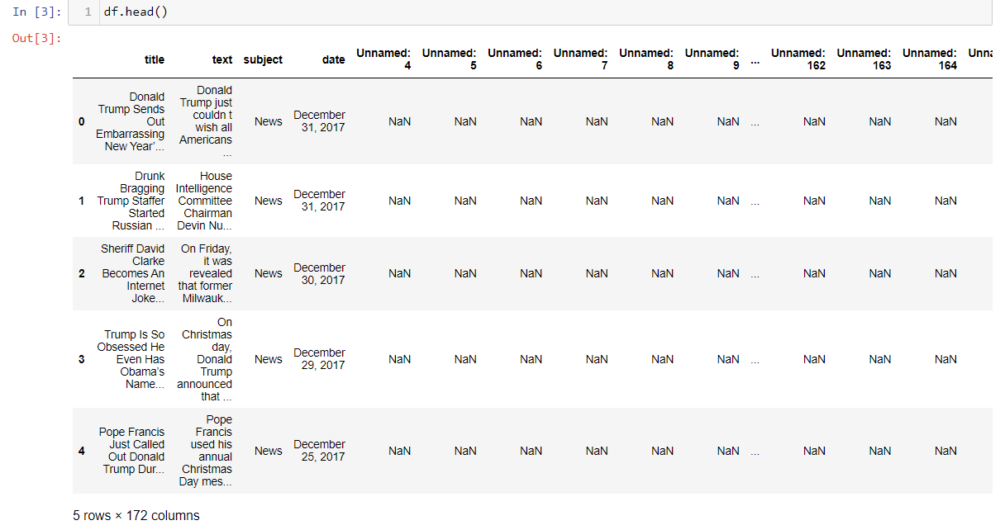 In [3]: 1 df.head()
Out[3]:
title text subject date Unnamed: 4 Unnamed: 5 Unnamed: 6 Unnamed: 7 Unnamed: 8 Unnamed: 9 ... Unnamed: 162 Unnamed: 163 Unnamed: 164 Unna
0 Donald Trump Sends Out Embarrassing New Year'... Donald Trump just couldn t wish all Americans ... News December 31, 2017 NaN NaN NaN NaN NaN NaN ... NaN NaN NaN
1 Drunk Bragging Trump Staffer Started Russian ... House Intelligence Committee Chairman Devin Nu... News December 31, 2017 NaN NaN NaN NaN NaN NaN ... NaN NaN NaN
2 Sheriff David Clarke Becomes An Internet Joke... On Friday, it was revealed that former Milwauk... News December 30, 2017 NaN NaN NaN NaN NaN NaN ... NaN NaN NaN
3 Trump Is So Obsessed He Even Has Obama's Name... On Christmas day, Donald Trump announced that ... News December 29, 2017 NaN NaN NaN NaN NaN NaN ... NaN NaN NaN
4 Pope Francis Just Called Out Donald Trump Dur... Pope Francis used his annual Christmas Day mes... News December 25, 2017 NaN NaN NaN NaN NaN NaN ... NaN NaN NaN
5 rows × 172 columns